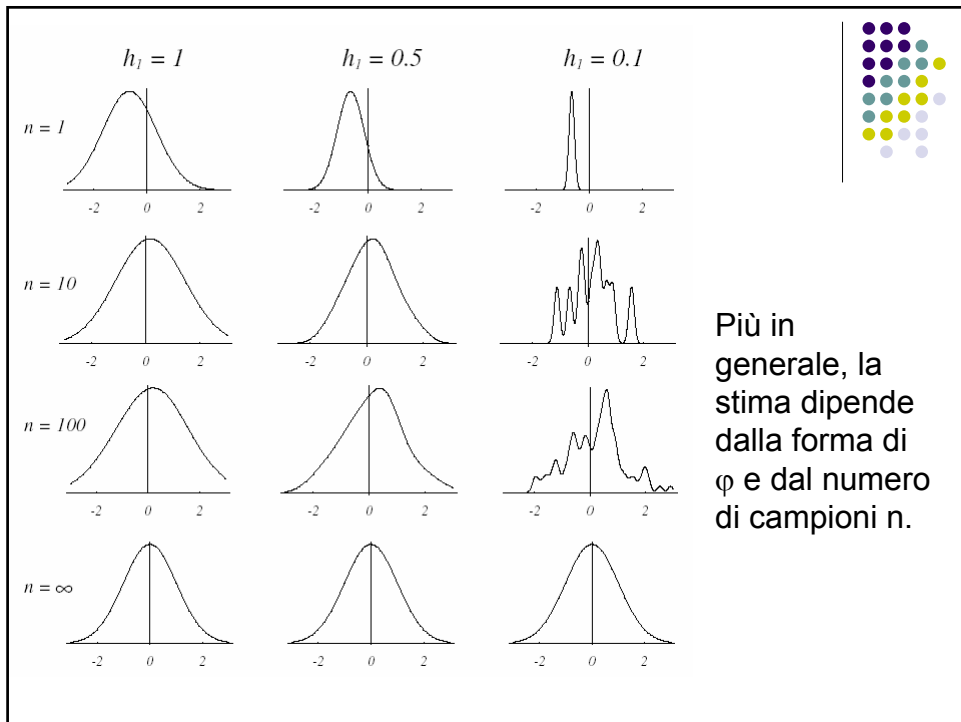 h₁ = 1 h₁ = 0.5 h₁ = 0.1
n = 1
-2 0 2 -2 0 2 -2 0 2
n = 10
-2 0 2 -2 0 2 -2 0 2
n = 100
-2 0 2 -2 0 2 -2 0 2
n = ∞
-2 0 2 -2 0 2 -2 0 2
Più in
generale, la
stima dipende
dalla forma di
φ e dal numero
di campioni n.